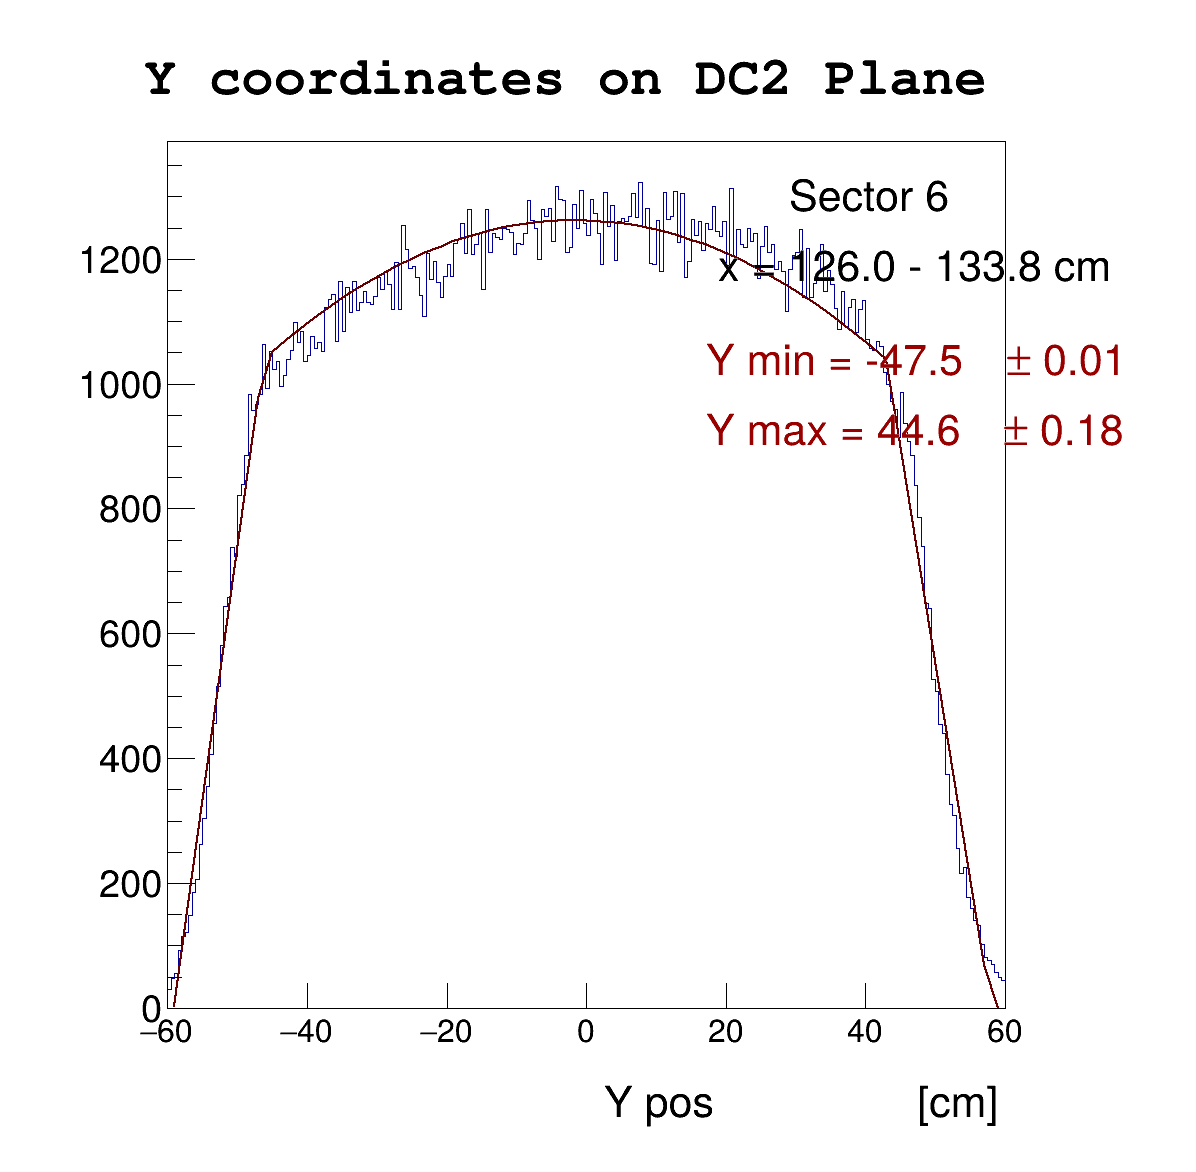 Y coordinates on DC2 Plane
Sector 6
x = 126.0 - 133.8 cm
Y min = -47.5 ± 0.01
Y max = 44.6 ± 0.18
1200
1000
800
600
400
200
0
−60 −40 −20 0 20 40 60
Y pos [cm]